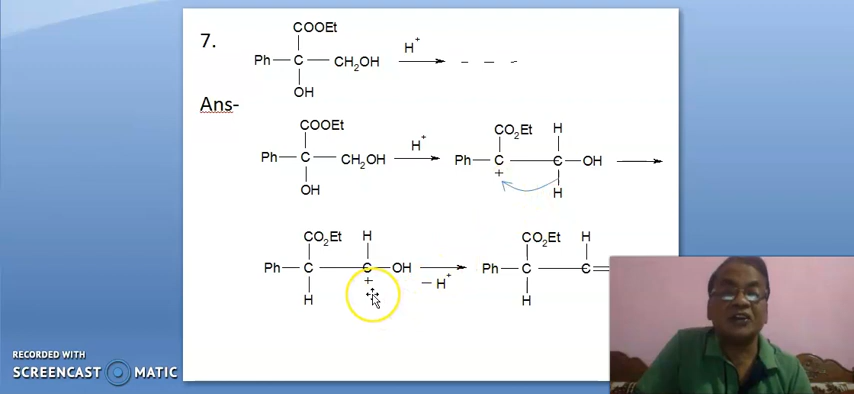 7.
COOEt
Ph—C—CH2OH H+ - - -
OH
Ans-
COOEt CO2Et H
Ph—C—CH2OH H+ Ph—C—C—OH
OH + H
CO2Et H CO2Et H
Ph—C—C—OH − H+ Ph—C—C=
H + H
RECORDED WITH
SCREENCAST MATIC